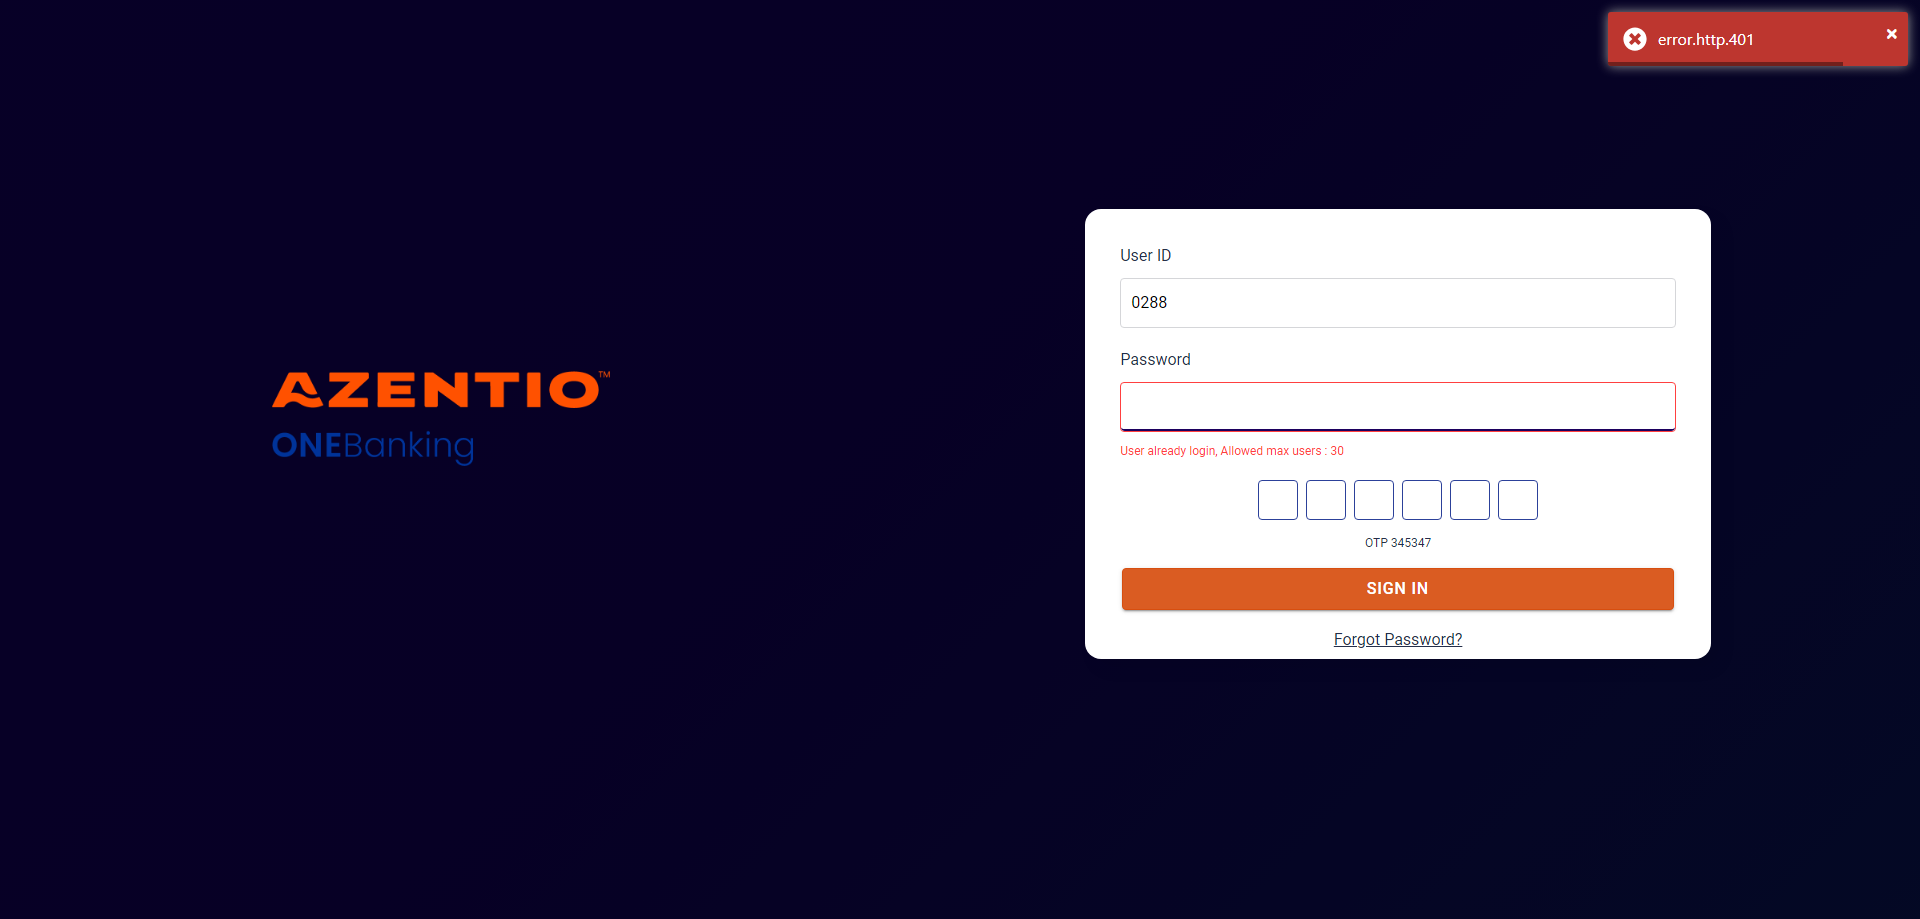 error.http.401
User ID
0288
Password
AZENTIO™
ONEBanking
User already login, Allowed max users : 30
OTP 345347
SIGN IN
Forgot Password?